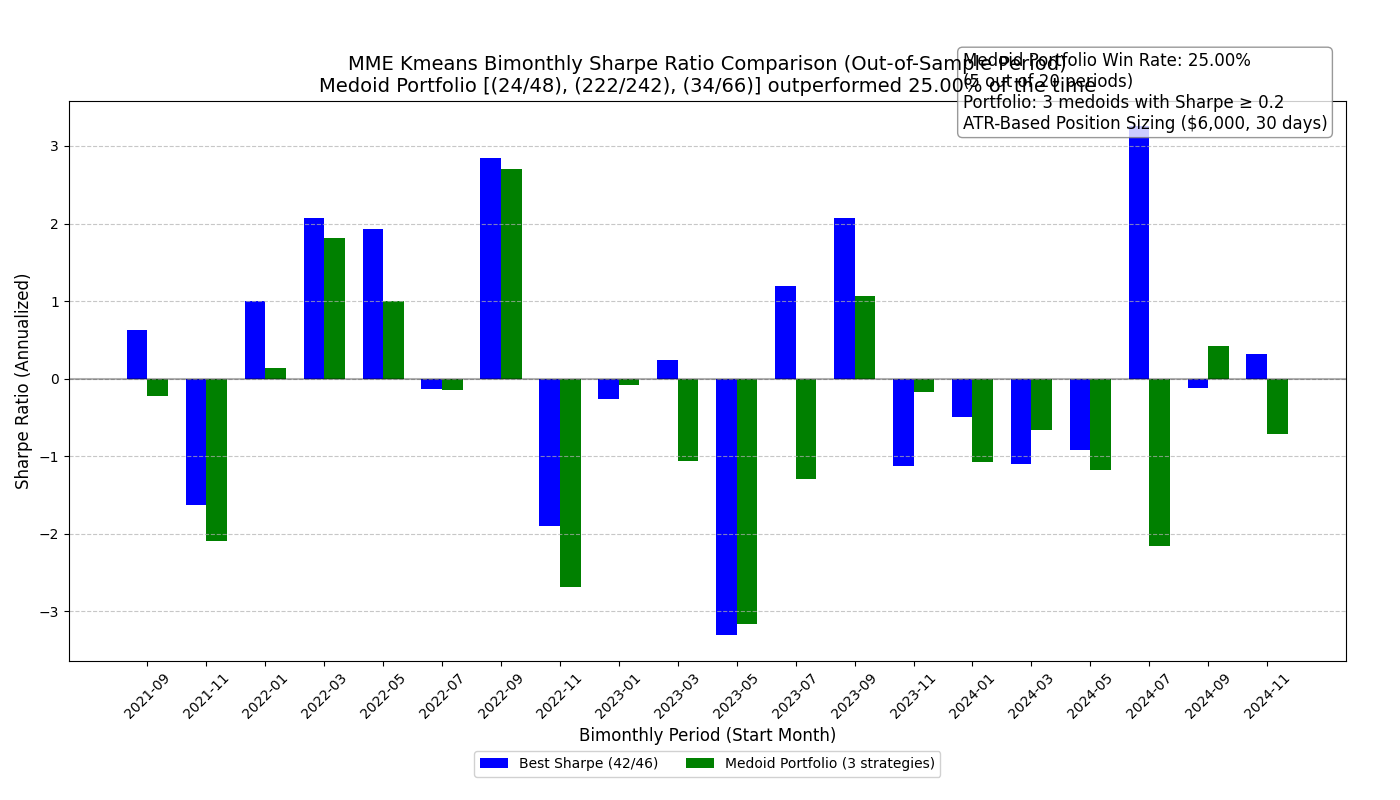 MME Kmeans Bimonthly Sharpe Ratio Comparison (Out-of-Sample Period)
Medoid Portfolio [(24/48), (222/242), (34/66)] outperformed 25.00% of the time
Medoid Portfolio Win Rate: 25.00%
(5 out of 20 periods)
Portfolio: 3 medoids with Sharpe ≥ 0.2
ATR-Based Position Sizing ($6,000, 30 days)
Sharpe Ratio (Annualized)
3
2
1
0
−1
−2
−3
2021-09
2021-11
2022-01
2022-03
2022-05
2022-07
2022-09
2022-11
2023-01
2023-03
2023-05
2023-07
2023-09
2023-11
2024-01
2024-03
2024-05
2024-07
2024-09
2024-11
Bimonthly Period (Start Month)
Best Sharpe (42/46)
Medoid Portfolio (3 strategies)